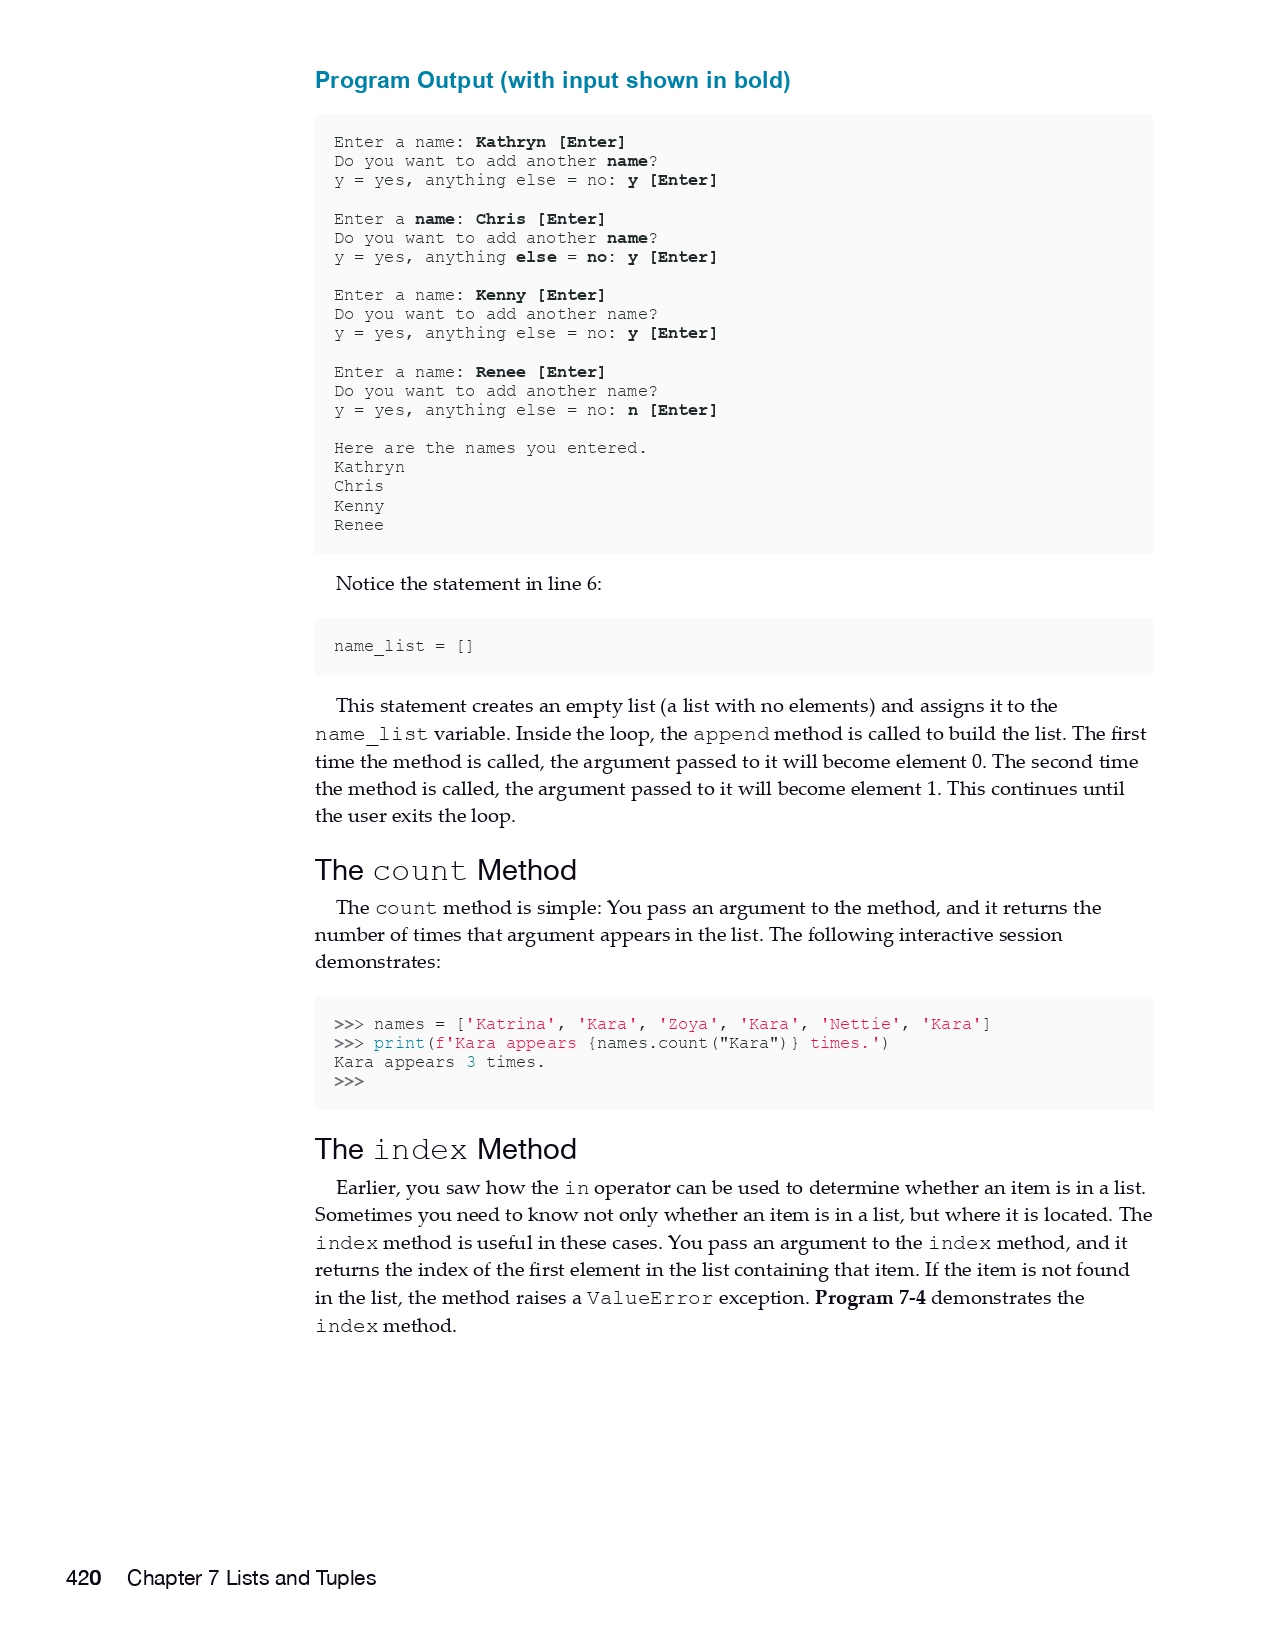 Program Output (with input shown in bold)
Enter a name: Kathryn [Enter]
Do you want to add another name?
y = yes, anything else = no: y [Enter]
Enter a name: Chris [Enter]
Do you want to add another name?
y = yes, anything else = no: y [Enter]
Enter a name: Kenny [Enter]
Do you want to add another name?
y = yes, anything else = no: y [Enter]
Enter a name: Renee [Enter]
Do you want to add another name?
y = yes, anything else = no: n [Enter]
Here are the names you entered.
Kathryn
Chris
Kenny
Renee
Notice the statement in line 6:
name_list = []
This statement creates an empty list (a list with no elements) and assigns it to the
name_list variable. Inside the loop, the append method is called to build the list. The first
time the method is called, the argument passed to it will become element 0. The second time
the method is called, the argument passed to it will become element 1. This continues until
the user exits the loop.
The count Method
The count method is simple: You pass an argument to the method, and it returns the
number of times that argument appears in the list. The following interactive session
demonstrates:
>>> names = ['Katrina', 'Kara', 'Zoya', 'Kara', 'Nettie', 'Kara']
>>> print(f'Kara appears {names.count("Kara")} times.')
Kara appears 3 times.
>>>
The index Method
Earlier, you saw how the in operator can be used to determine whether an item is in a list.
Sometimes you need to know not only whether an item is in a list, but where it is located. The
index method is useful in these cases. You pass an argument to the index method, and it
returns the index of the first element in the list containing that item. If the item is not found
in the list, the method raises a ValueError exception. Program 7-4 demonstrates the
index method.
420 Chapter 7 Lists and Tuples